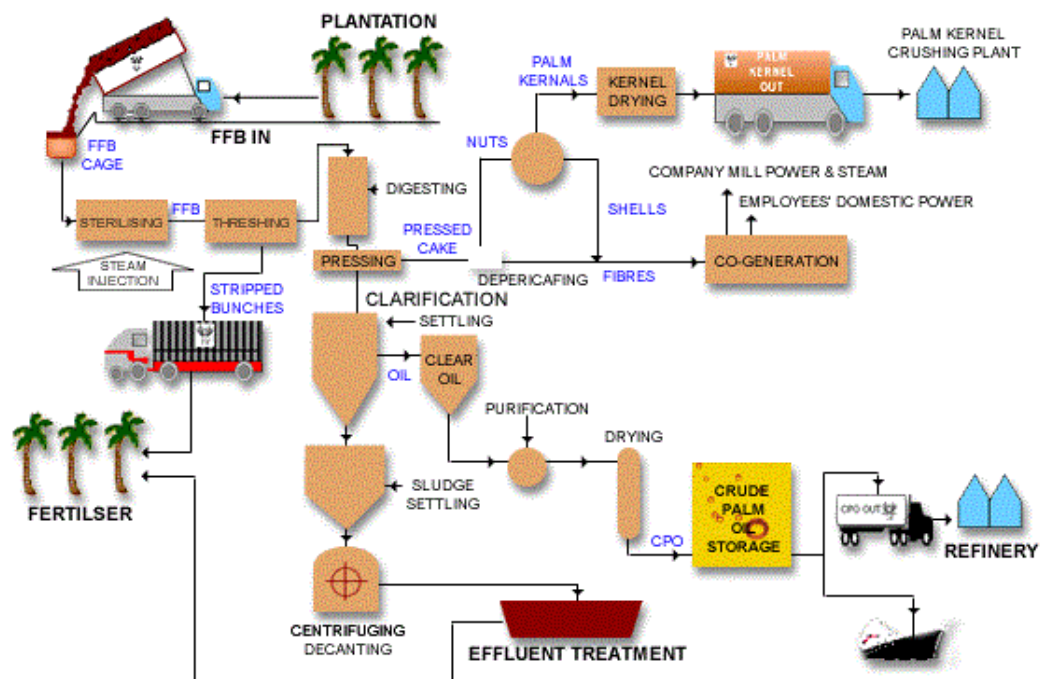 PLANTATION
PALM KERNEL
CRUSHING PLANT
PALM
KERNALS
KERNEL
DRYING
PALM
KERNEL
OUT
FFB IN
FFB
CAGE
NUTS
DIGESTING
COMPANY MILL POWER & STEAM
EMPLOYEES' DOMESTIC POWER
SHELLS
STERILISING
FFB
THRESHING
PRESSED
CAKE
PRESSING
CO-GENERATION
STEAM
INJECTION
DEPERICAFING
FIBRES
STRIPPED
BUNCHES
CLARIFICATION
SETTLING
OIL
CLEAR
OIL
PURIFICATION
DRYING
SLUDGE
SETTLING
CRUDE
PALM
OIL
STORAGE
CPO OUT
FERTILSER
CPO
REFINERY
CENTRIFUGING
DECANTING
EFFLUENT TREATMENT